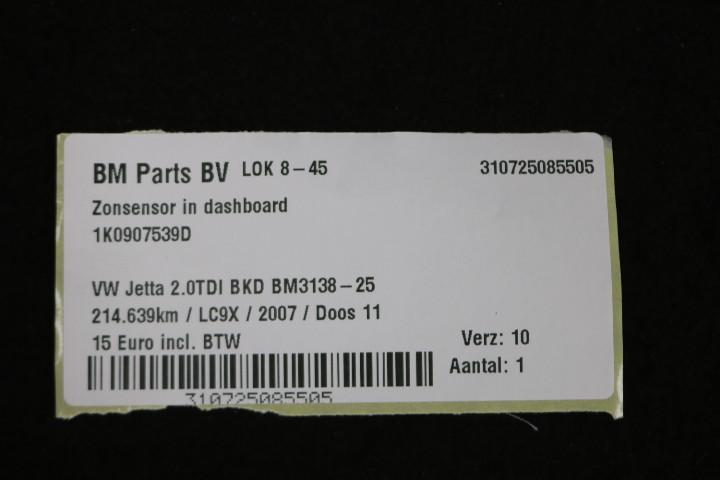 BM Parts BV LOK 8-45 310725085505
Zonsensor in dashboard
1K0907539D
VW Jetta 2.0TDI BKD BM3138-25
214.639km / LC9X / 2007 / Doos 11
15 Euro incl. BTW Verz: 10
Aantal: 1
310725085505